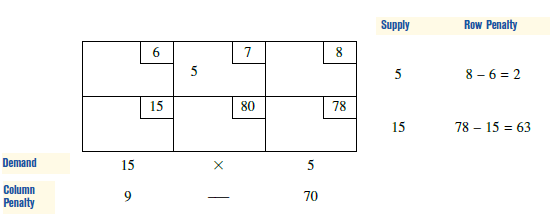 Supply Row Penalty
6 7 8
5
5 8 – 6 = 2
15 80 78
15 78 – 15 = 63
Demand 15 × 5
Column
Penalty 9 — 70